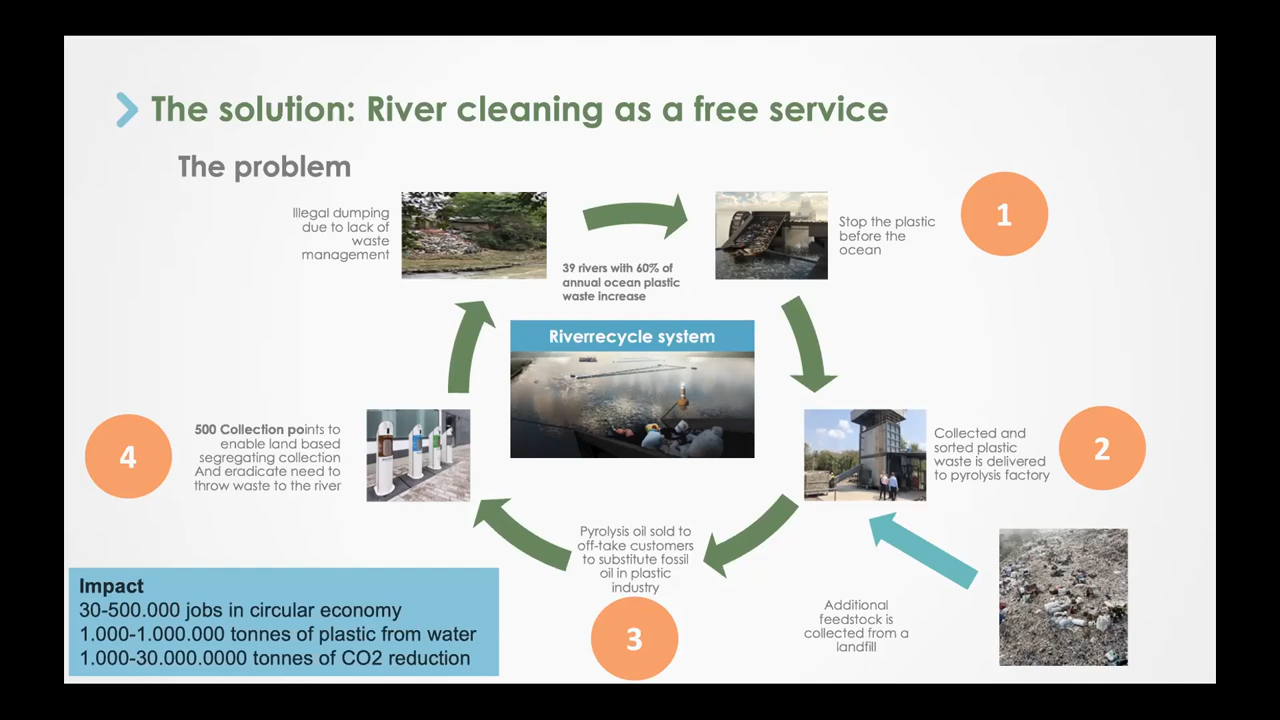 The solution: River cleaning as a free service
The problem
Illegal dumping
due to lack of
waste
management
39 rivers with 60% of
annual ocean plastic
waste increase
Stop the plastic
before the
ocean
1
Riverrecycle system
Collected and
sorted plastic
waste is delivered
to pyrolysis factory
2
Additional
feedstock is
collected from a
landfill
Pyrolysis oil sold to
off-take customers
to substitute fossil
oil in plastic
industry
3
500 Collection points to
enable land based
segregating collection
And eradicate need to
throw waste to the river
4
Impact
30-500.000 jobs in circular economy
1.000-1.000.000 tonnes of plastic from water
1.000-30.000.0000 tonnes of CO2 reduction